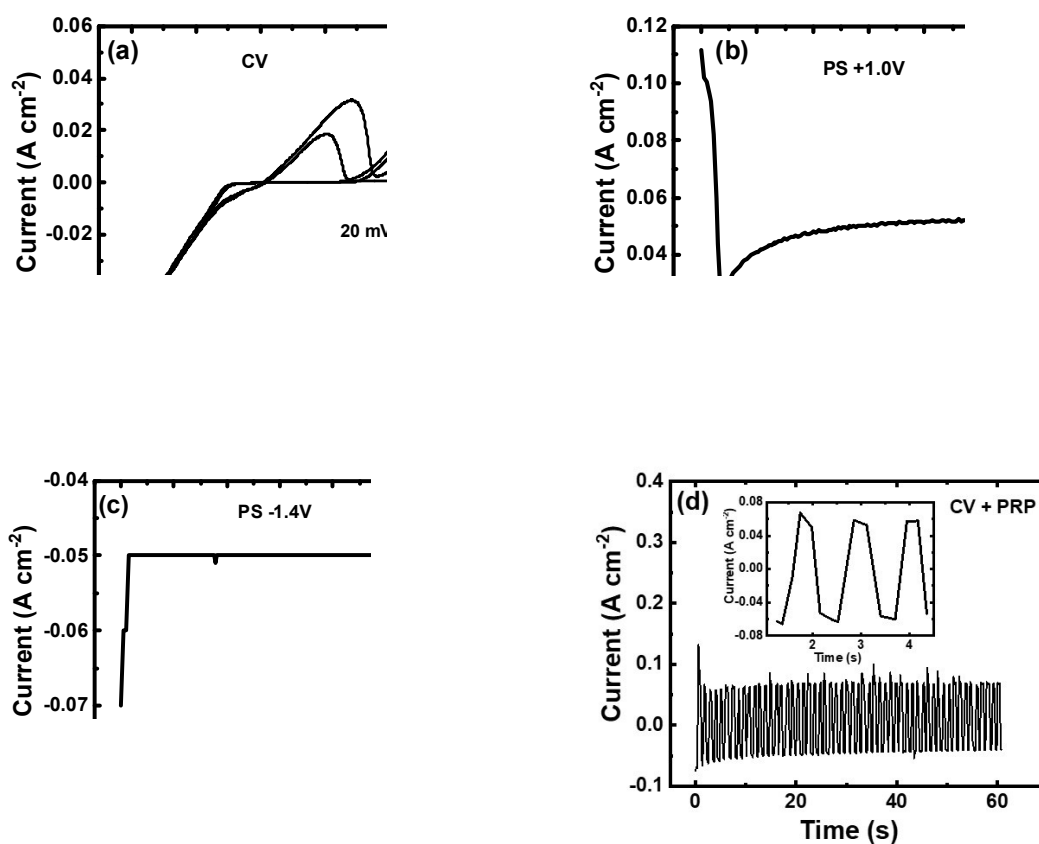 (a)
CV
0.06
0.04
0.02
0.00
-0.02
Current (A cm-2)
20 mV
(b)
PS +1.0V
0.12
0.10
0.08
0.06
0.04
Current (A cm-2)
(c)
PS -1.4V
-0.04
-0.05
-0.06
-0.07
Current (A cm-2)
(d)
CV + PRP
0.4
0.3
0.2
0.1
0.0
-0.1
Current (A cm-2)
0.08
0.04
0.00
-0.04
-0.08
Current (A cm-2)
2 3 4
Time (s)
0 20 40 60
Time (s)